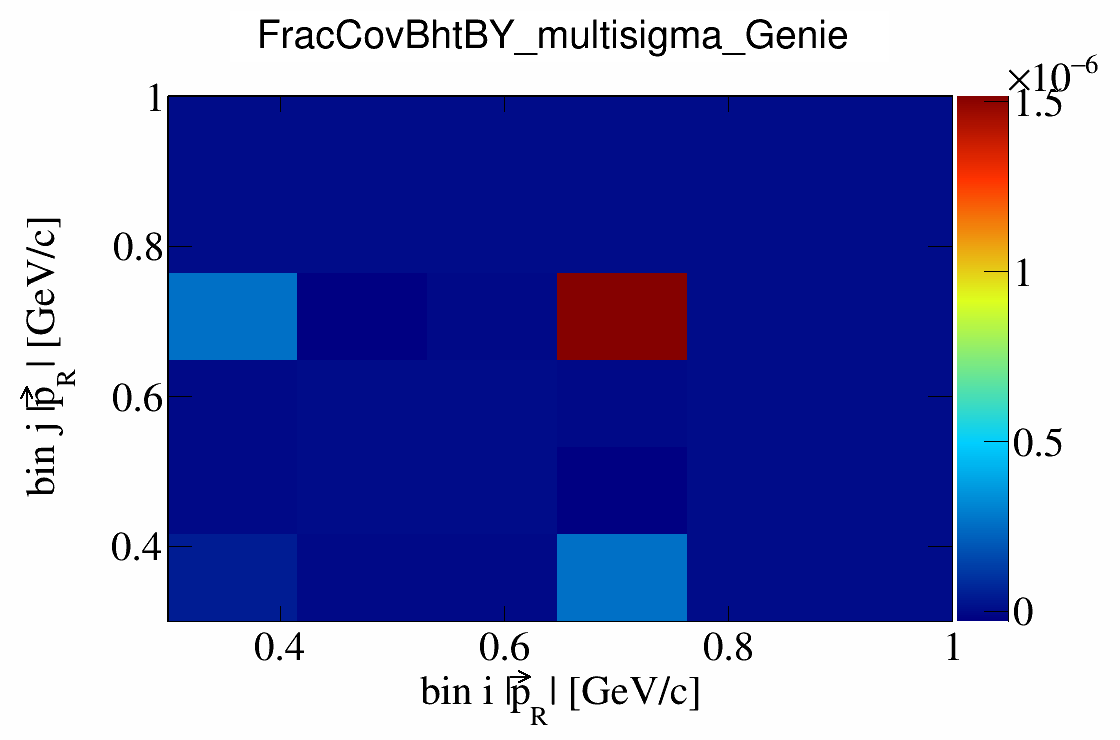 FracCovBhtBY_multisigma_Genie
×10⁻⁶
1.5
1
0.5
0
1
0.8
0.6
0.4
bin j |p⃗_R| [GeV/c]
0.4 0.6 0.8 1
bin i |p⃗_R| [GeV/c]